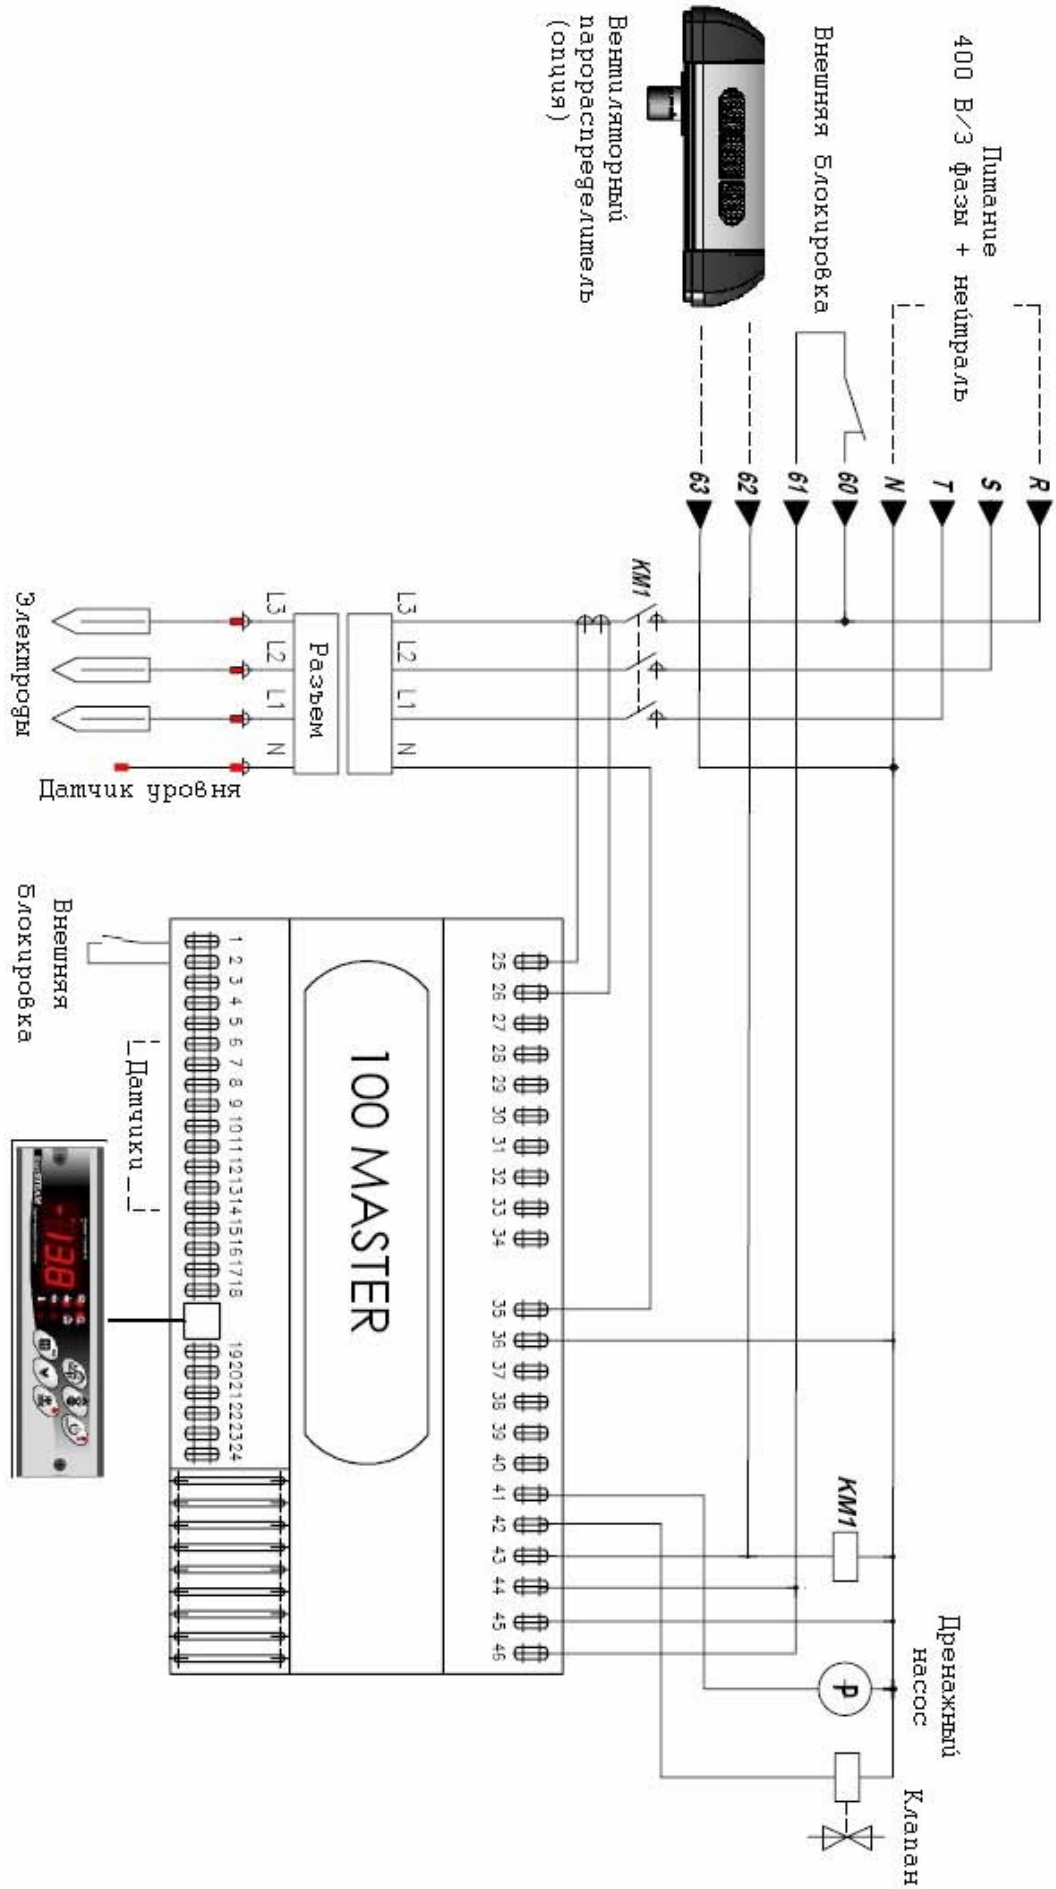 Питание
400 В/3 фазы + нейтраль
Внешняя блокировка
Вентиляторный
парораспределитель
(опция)
R
S
T
N
60
61
62
63
KM1
L3
L2
L1
N
Разъем
L3
L2
L1
N
Электроды
Датчик уровня
KM1
Дренажный
насос
P
Клапан
25 26 27 28 29 30 31 32 33 34 35 36 37 38 39 40 41 42 43 44 45 46
100 MASTER
1 2 3 4 5 6 7 8 9 10 11 12 13 14 15 16 17 18 19 20 21 22 23 24
Внешняя
блокировка
Датчики